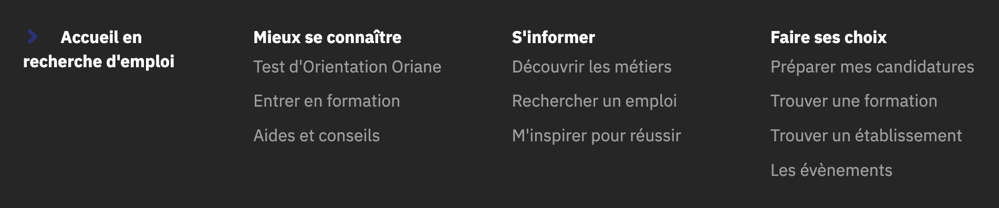 Accueil en
recherche d'emploi
Mieux se connaître
Test d'Orientation Oriane
Entrer en formation
Aides et conseils
S'informer
Découvrir les métiers
Rechercher un emploi
M'inspirer pour réussir
Faire ses choix
Préparer mes candidatures
Trouver une formation
Trouver un établissement
Les évènements